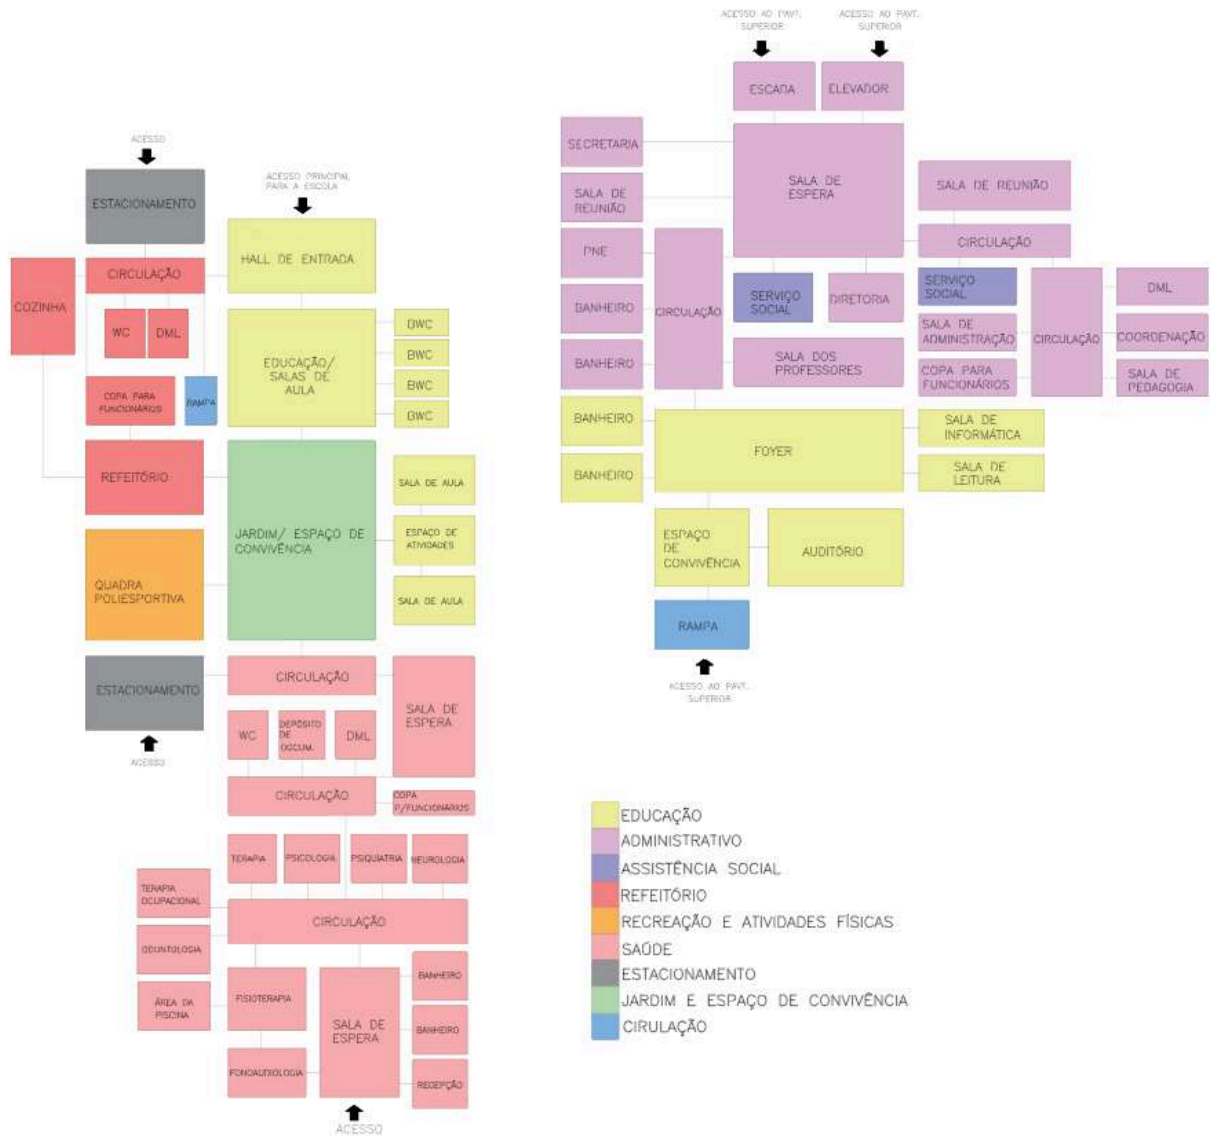 ACESSO
ESTACIONAMENTO
ACESSO PRINCIPAL
PARA A ESCOLA
HALL DE ENTRADA
CIRCULAÇÃO
COZINHA
WC
DML
COPA PARA
FUNCIONÁRIOS
RAMPA
EDUCAÇÃO/
SALAS DE
AULA
BWC
BWC
BWC
BWC
REFEITÓRIO
JARDIM/ ESPAÇO DE
CONVIVÊNCIA
SALA DE AULA
ESPAÇO DE
ATIVIDADES
SALA DE AULA
QUADRA
POLIESPORTIVA
ESTACIONAMENTO
ACESSO
CIRCULAÇÃO
SALA DE
ESPERA
WC
DEPÓSITO
DE
DOCUM.
DML
CIRCULAÇÃO
COPA
P/FUNCIONÁRIOS
TERAPIA
PSICOLOGIA
PSIQUIATRIA
NEUROLOGIA
TERAPIA
OCUPACIONAL
CIRCULAÇÃO
ODONTOLOGIA
ÁREA DA
PISCINA
FISIOTERAPIA
SALA DE
ESPERA
BANHEIRO
BANHEIRO
FONOAUDIOLOGIA
RECEPÇÃO
ACESSO
ACESSO AO PAVT.
SUPERIOR
ACESSO AO PAVT.
SUPERIOR
ESCADA
ELEVADOR
SECRETARIA
SALA DE
REUNIÃO
SALA DE
ESPERA
SALA DE REUNIÃO
PNE
CIRCULAÇÃO
BANHEIRO
CIRCULAÇÃO
SERVIÇO
SOCIAL
DIRETORIA
SERVIÇO
SOCIAL
DML
SALA DE
ADMINISTRAÇÃO
CIRCULAÇÃO
COORDENAÇÃO
BANHEIRO
SALA DOS
PROFESSORES
COPA PARA
FUNCIONÁRIOS
SALA DE
PEDAGOGIA
BANHEIRO
FOYER
SALA DE
INFORMÁTICA
BANHEIRO
SALA DE
LEITURA
ESPAÇO
DE
CONVIVÊNCIA
AUDITÓRIO
RAMPA
ACESSO AO PAVT.
SUPERIOR
EDUCAÇÃO
ADMINISTRATIVO
ASSISTÊNCIA SOCIAL
REFEITÓRIO
RECREAÇÃO E ATIVIDADES FÍSICAS
SAÚDE
ESTACIONAMENTO
JARDIM E ESPAÇO DE CONVIVÊNCIA
CIRULAÇÃO